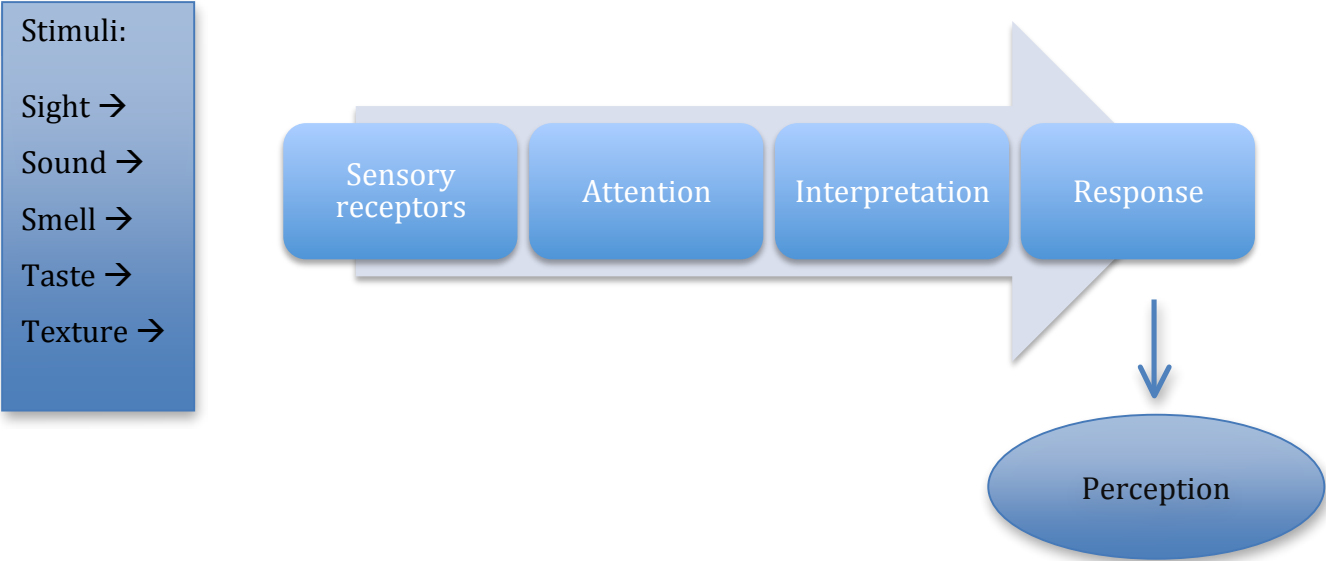 Stimuli:
Sight →
Sound →
Smell →
Taste →
Texture →
Sensory
receptors
Attention
Interpretation
Response
Perception